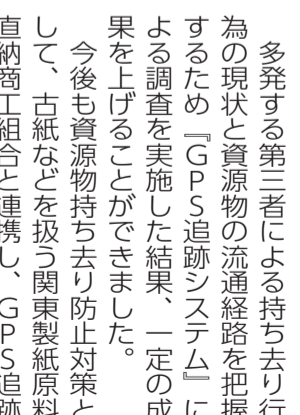 多発する第三者による持ち去り行
為の現状と資源物の流通経路を把握
するため『GPS追跡システム』に
よる調査を実施した結果、一定の成
果を上げることができました。
今後も資源物持ち去り防止対策と
して、古紙などを扱う関東製紙原料
直納商工組合と連携し、GPS追跡